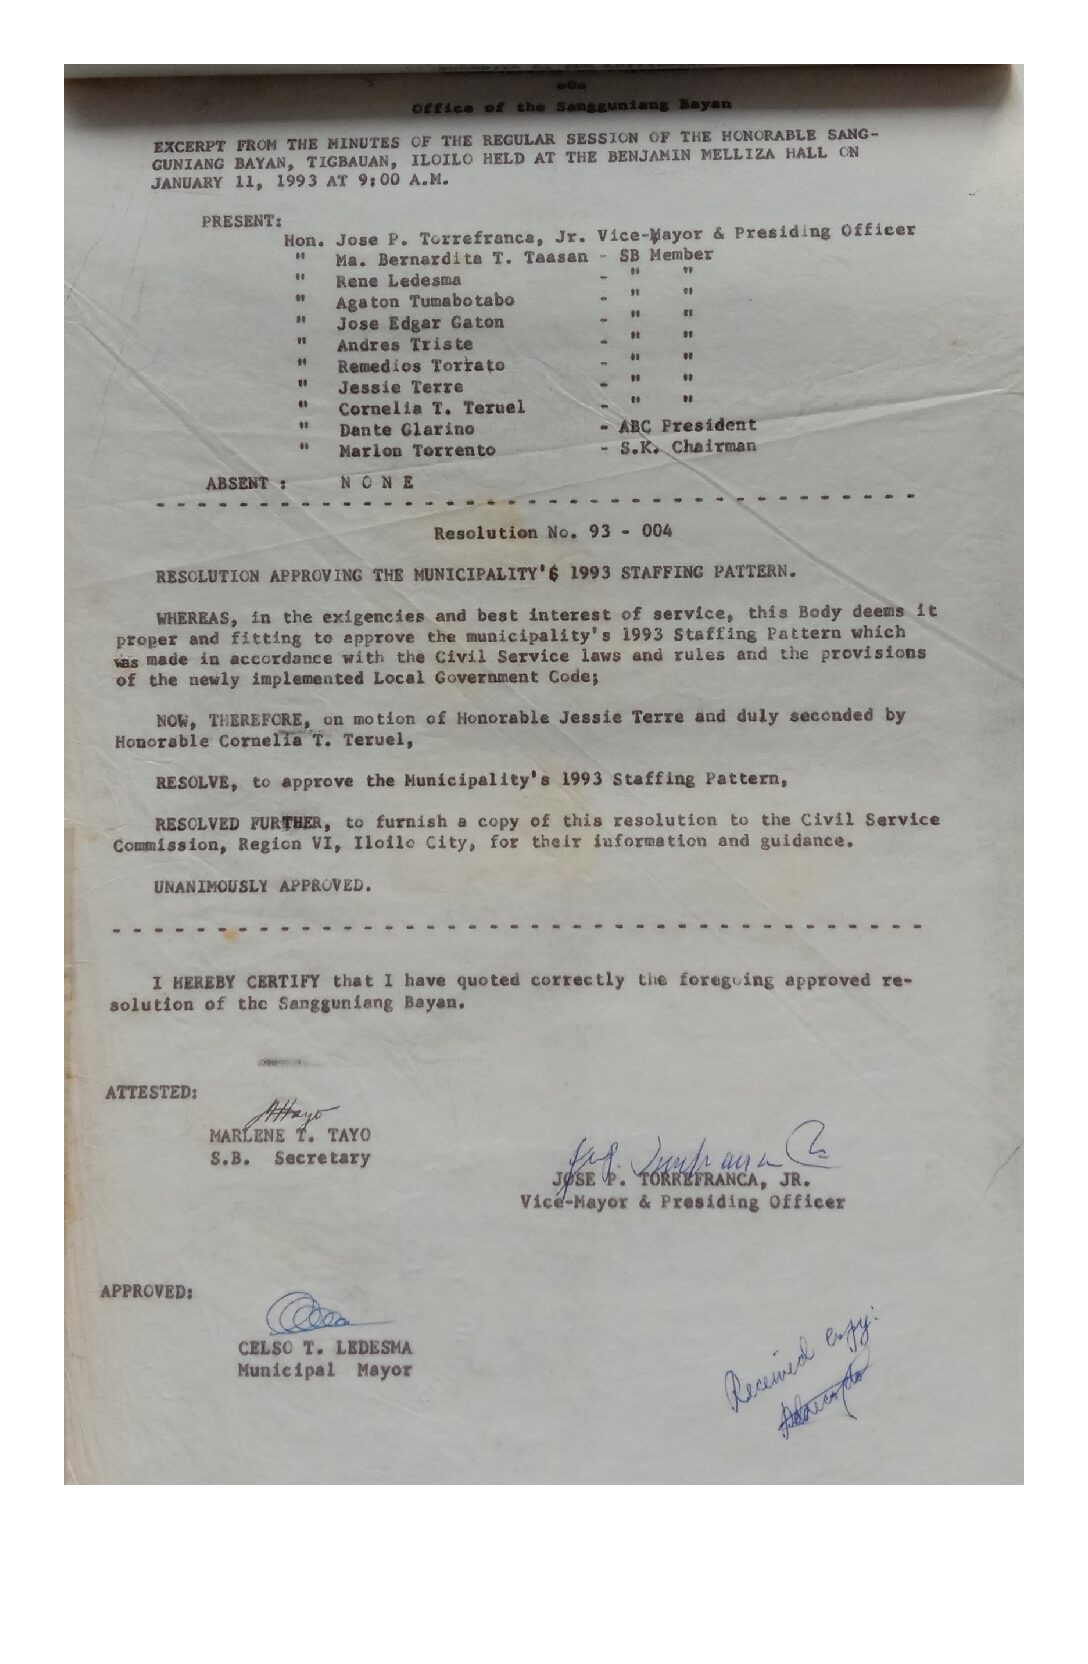 oOo
Office of the Sangguniang Bayan
EXCERPT FROM THE MINUTES OF THE REGULAR SESSION OF THE HONORABLE SANG-
GUNIANG BAYAN, TIGBAUAN, ILOILO HELD AT THE BENJAMIN MELLIZA HALL ON
JANUARY 11, 1993 AT 9:00 A.M.
PRESENT:
Hon. Jose P. Torrefranca, Jr. Vice-Mayor & Presiding Officer
" Ma. Bernardita T. Taasan - SB Member
" Rene Ledesma - " "
" Agaton Tumabotabo - " "
" Jose Edgar Gaton - " "
" Andres Triste - " "
" Remedios Torrato - " "
" Jessie Terre - " "
" Cornelia T. Teruel - " "
" Dante Glarino - ABC President
" Marlon Torrento - S.K. Chairman
ABSENT : N O N E
- - - - - - - - - - - - - - - - - - - - - - - - - - - - - - - - - - - - -
Resolution No. 93 - 004
RESOLUTION APPROVING THE MUNICIPALITY'S 1993 STAFFING PATTERN.
WHEREAS, in the exigencies and best interest of service, this Body deems it
proper and fitting to approve the municipality's 1993 Staffing Pattern which
was made in accordance with the Civil Service laws and rules and the provisions
of the newly implemented Local Government Code;
NOW, THEREFORE, on motion of Honorable Jessie Terre and duly seconded by
Honorable Cornelia T. Teruel,
RESOLVE, to approve the Municipality's 1993 Staffing Pattern,
RESOLVED FURTHER, to furnish a copy of this resolution to the Civil Service
Commission, Region VI, Iloilo City, for their information and guidance.
UNANIMOUSLY APPROVED.
- - - - - - - - - - - - - - - - - - - - - - - - - - - - - - - - - - - - - - -
I HEREBY CERTIFY that I have quoted correctly the foregoing approved re-
solution of the Sangguniang Bayan.
ATTESTED:
MARLENE T. TAYO
S.B. Secretary
JOSE P. TORREFRANCA, JR.
Vice-Mayor & Presiding Officer
APPROVED:
CELSO T. LEDESMA
Municipal Mayor
Received copy: